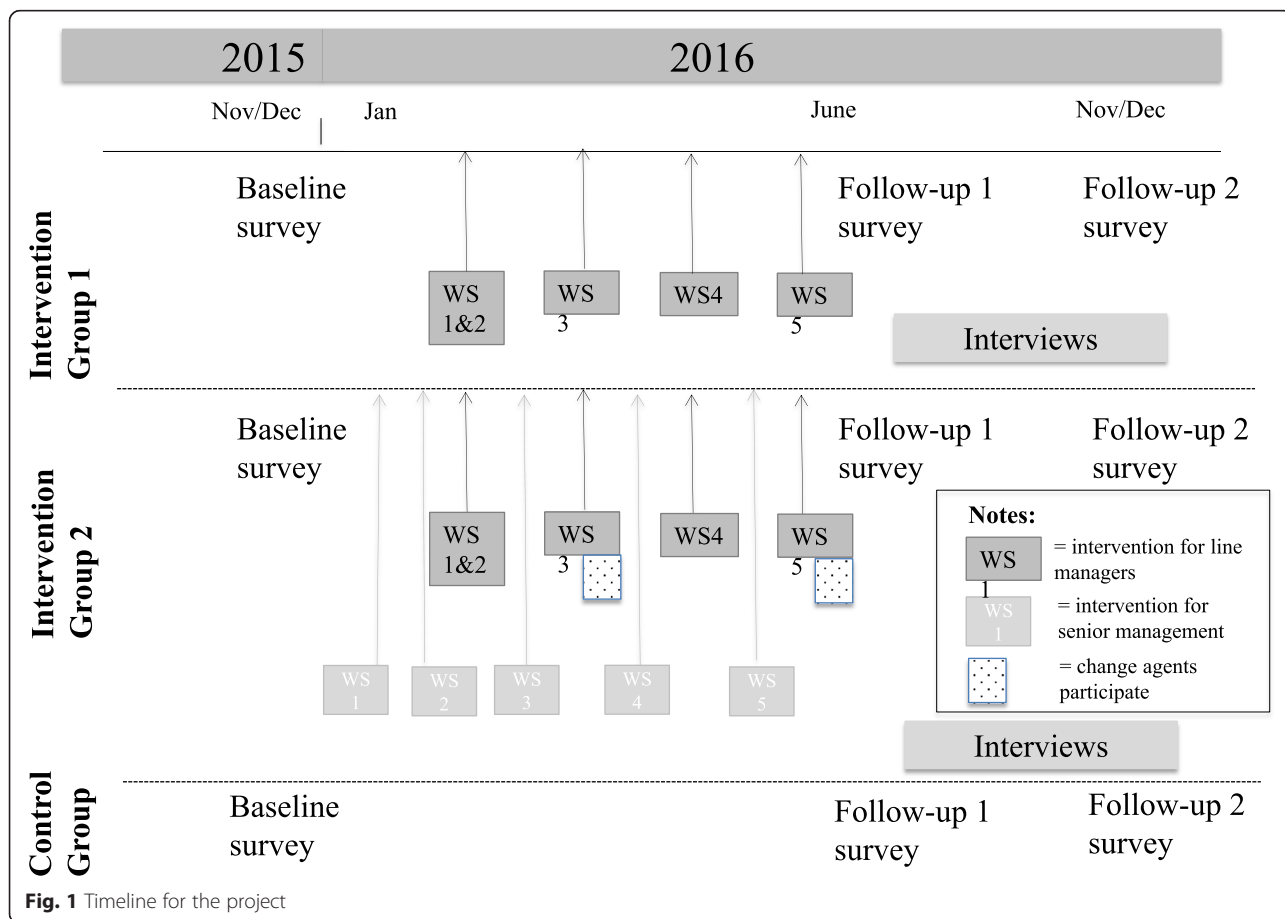 2015 2016
Nov/Dec Jan June Nov/Dec
Intervention
Group 1
Baseline
survey
Follow-up 1
survey
Follow-up 2
survey
WS
1&2
WS
3
WS4
WS
5
Interviews
Intervention
Group 2
Baseline
survey
Follow-up 1
survey
Follow-up 2
survey
WS
1&2
WS
3
WS4
WS
5
WS
1
WS
2
WS
3
WS
4
WS
5
Notes:
WS
1
= intervention for line
managers
WS
1
= intervention for
senior management
= change agents
participate
Interviews
Control
Group
Baseline
survey
Follow-up 1
survey
Follow-up 2
survey
Fig. 1 Timeline for the project